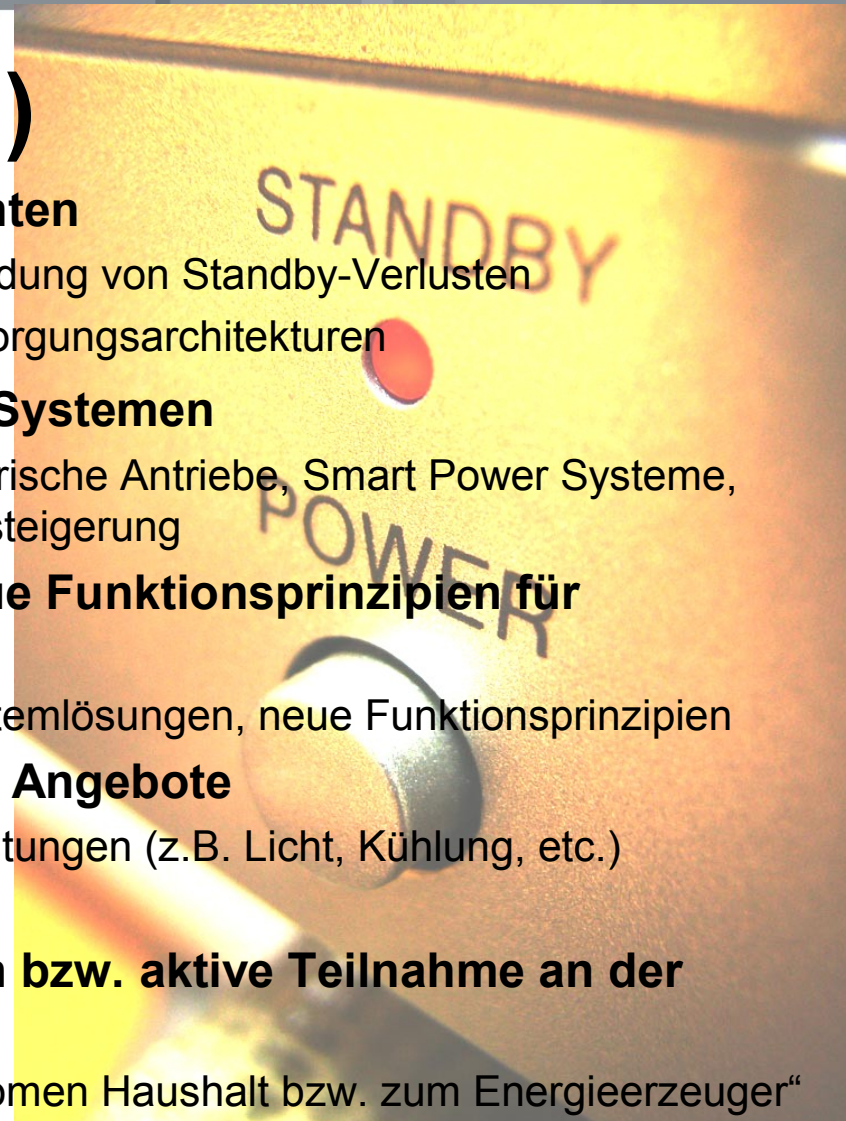 )
nten
STANDBY
dung von Standby-Verlusten
orgungsarchitekturen
Systemen
rische Antriebe, Smart Power Systeme,
steigerung
POWER
ue Funktionsprinzipien für
temlösungen, neue Funktionsprinzipien
Angebote
tungen (z.B. Licht, Kühlung, etc.)
n bzw. aktive Teilnahme an der
omen Haushalt bzw. zum Energieerzeuger“